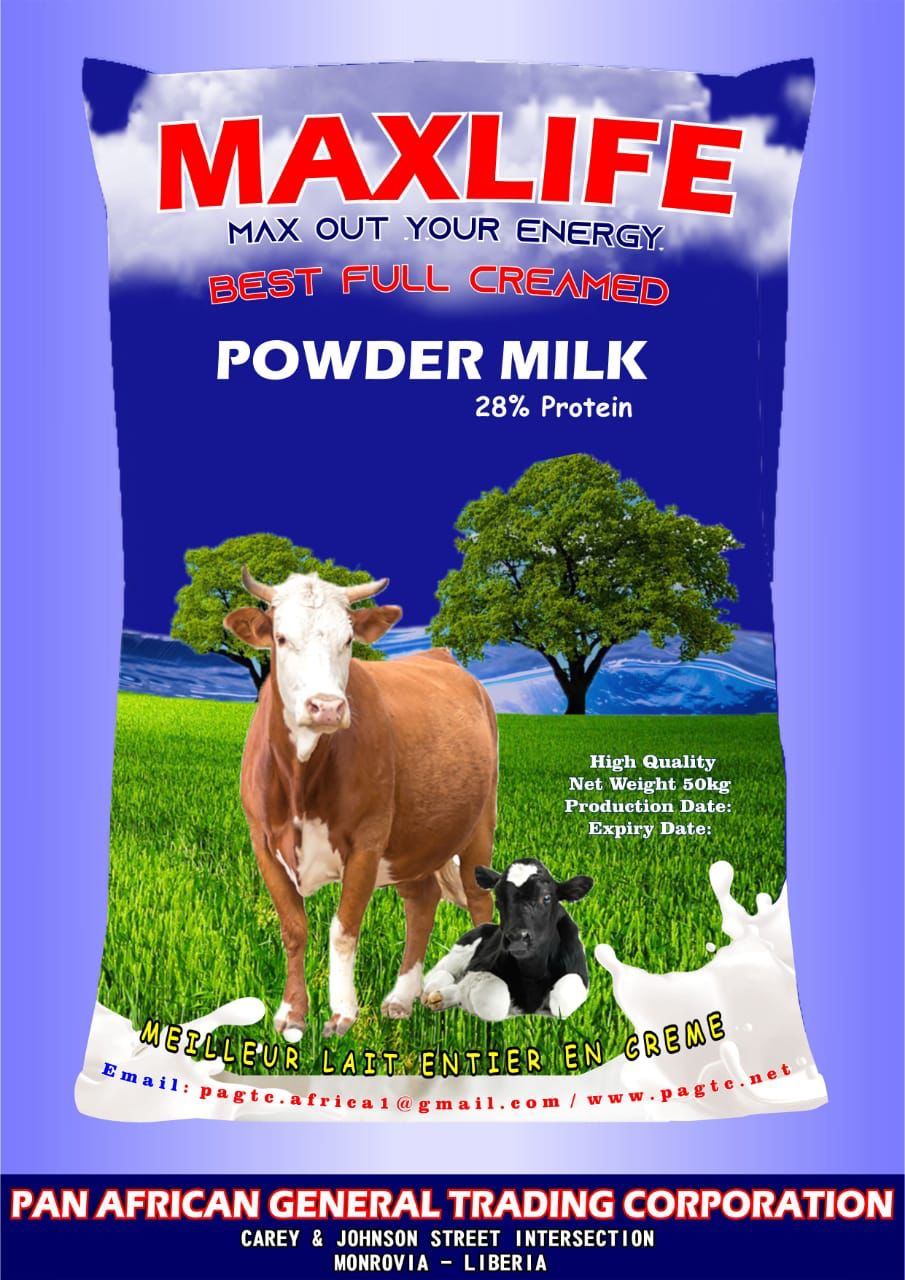 MAXLIFE
MAX OUT YOUR ENERGY
BEST FULL CREAMED
POWDER MILK
28% Protein
High Quality
Net Weight 50kg
Production Date:
Expiry Date:
MEILLEUR LAIT ENTIER EN CREME
Email: pagtc.africa1@gmail.com / www.pagtc.net
PAN AFRICAN GENERAL TRADING CORPORATION
CAREY & JOHNSON STREET INTERSECTION
MONROVIA - LIBERIA